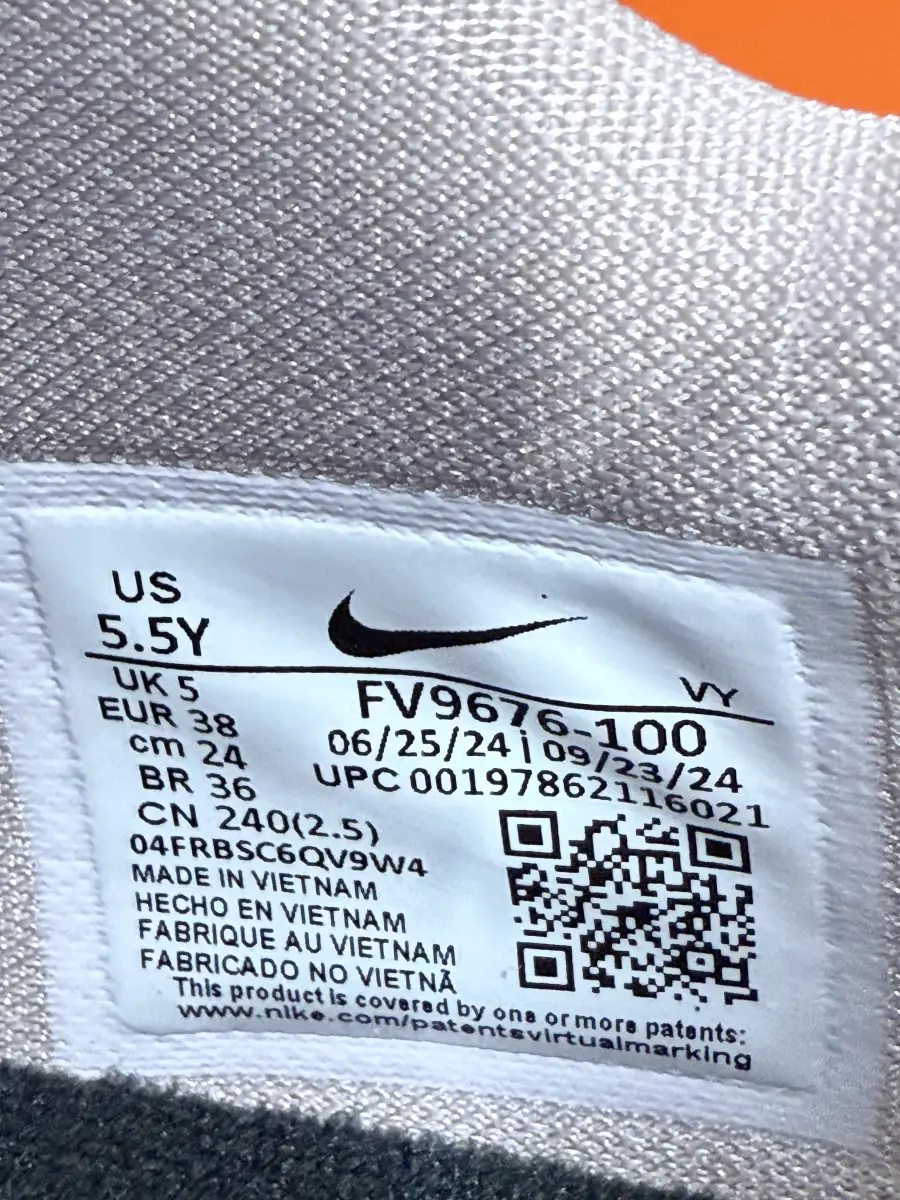 US
5.5Y
VY
UK 5
FV9676-100
EUR 38
06/25/24 | 09/23/24
cm 24
UPC 00197862116021
BR 36
CN 240(2.5)
04FRBSC6QV9W4
MADE IN VIETNAM
HECHO EN VIETNAM
FABRIQUE AU VIETNAM
FABRICADO NO VIETNÃ
This product is covered by one or more patents:
www.nike.com/patentsvirtualmarking